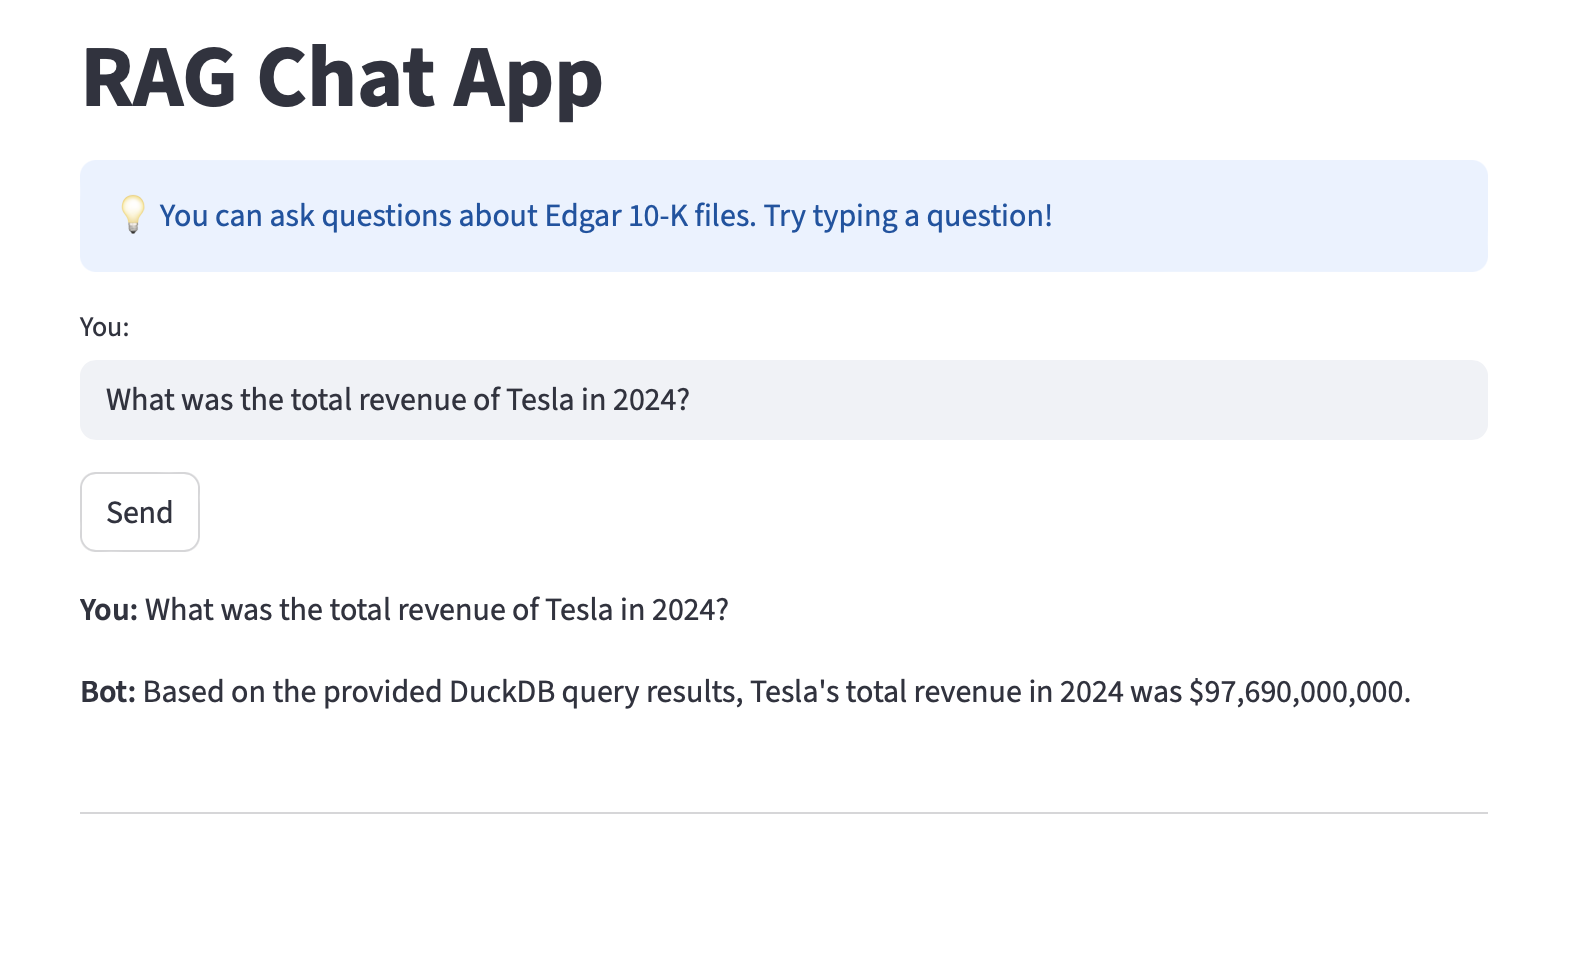 RAG Chat App
💡 You can ask questions about Edgar 10-K files. Try typing a question!
You:
What was the total revenue of Tesla in 2024?
Send
You: What was the total revenue of Tesla in 2024?
Bot: Based on the provided DuckDB query results, Tesla's total revenue in 2024 was $97,690,000,000.